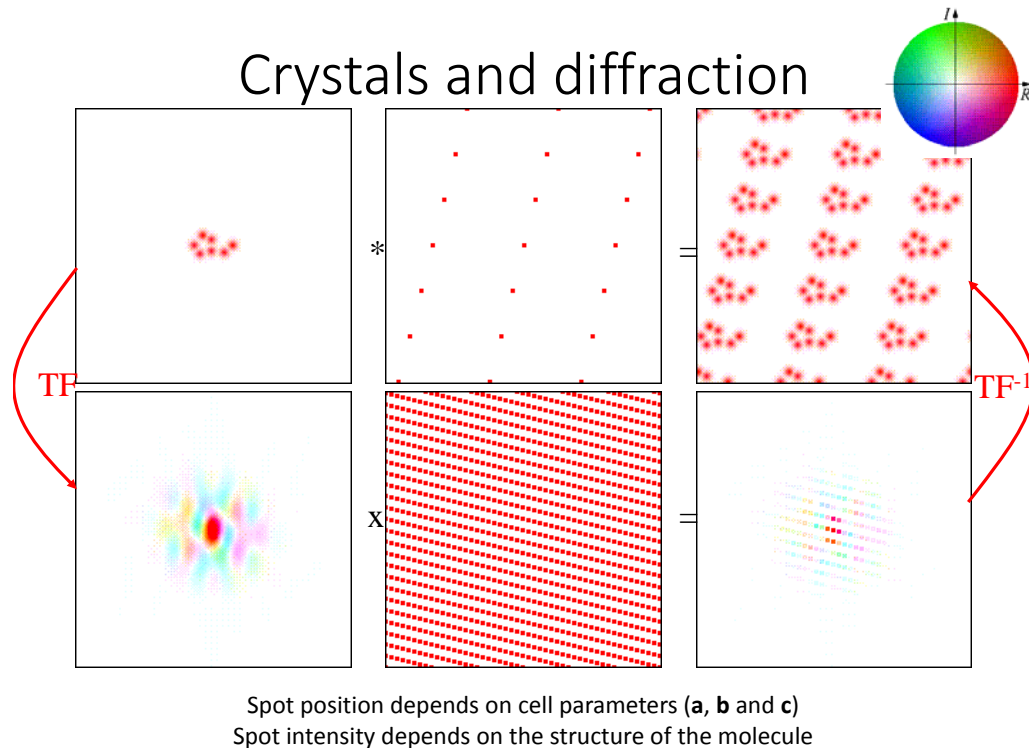 Crystals and diffraction
I
R
*
=
TF
TF-1
x
=
Spot position depends on cell parameters (a, b and c)
Spot intensity depends on the structure of the molecule